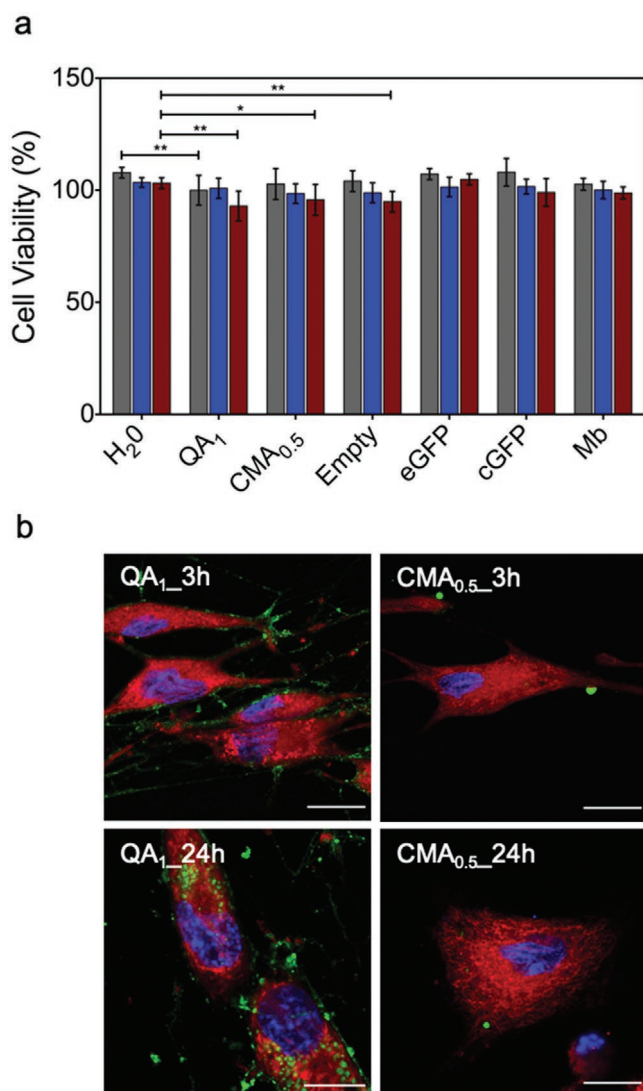 a
Cell Viability (%)
150
100
50
0
**
*
**
**
H₂0
QA₁
CMA₀.₅
Empty
eGFP
cGFP
Mb
b
QA₁_3h
CMA₀.₅_3h
QA₁_24h
CMA₀.₅_24h